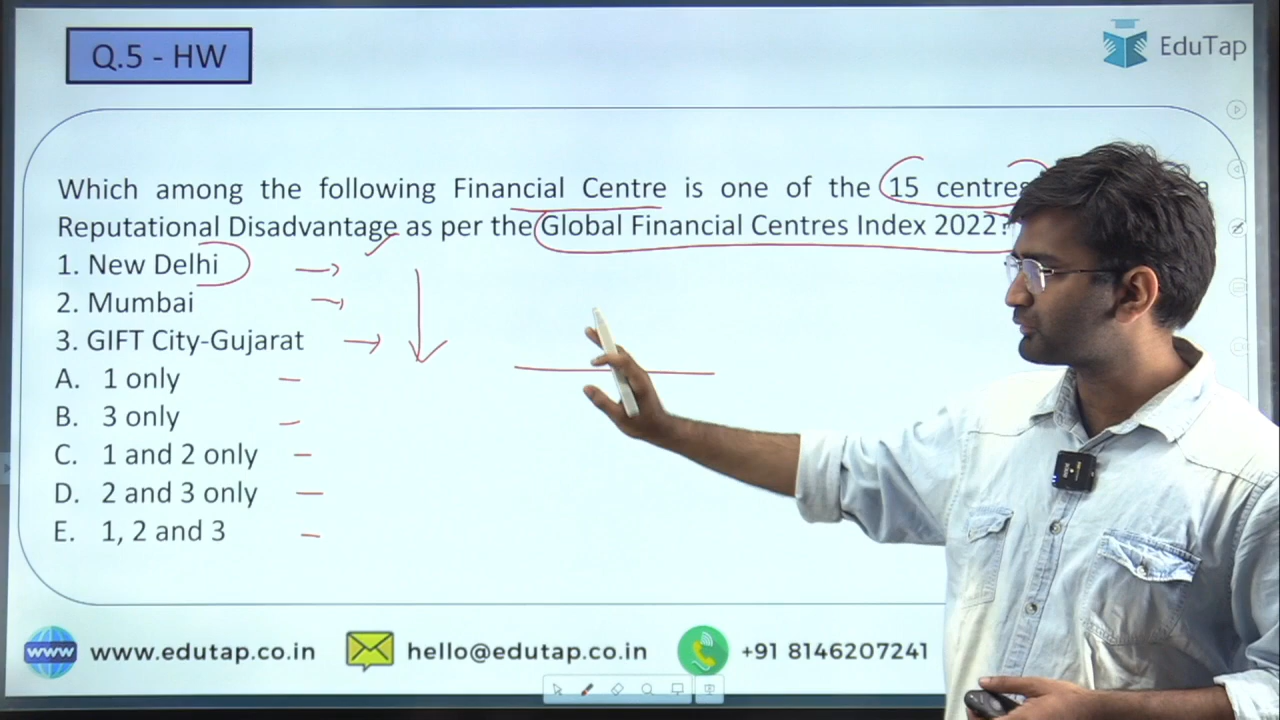 Q.5 - HW
EduTap
Which among the following Financial Centre is one of the 15 centres
Reputational Disadvantage as per the Global Financial Centres Index 2022?
1. New Delhi
2. Mumbai
3. GIFT City-Gujarat
A. 1 only
B. 3 only
C. 1 and 2 only
D. 2 and 3 only
E. 1, 2 and 3
www www.edutap.co.in hello@edutap.co.in +91 8146207241